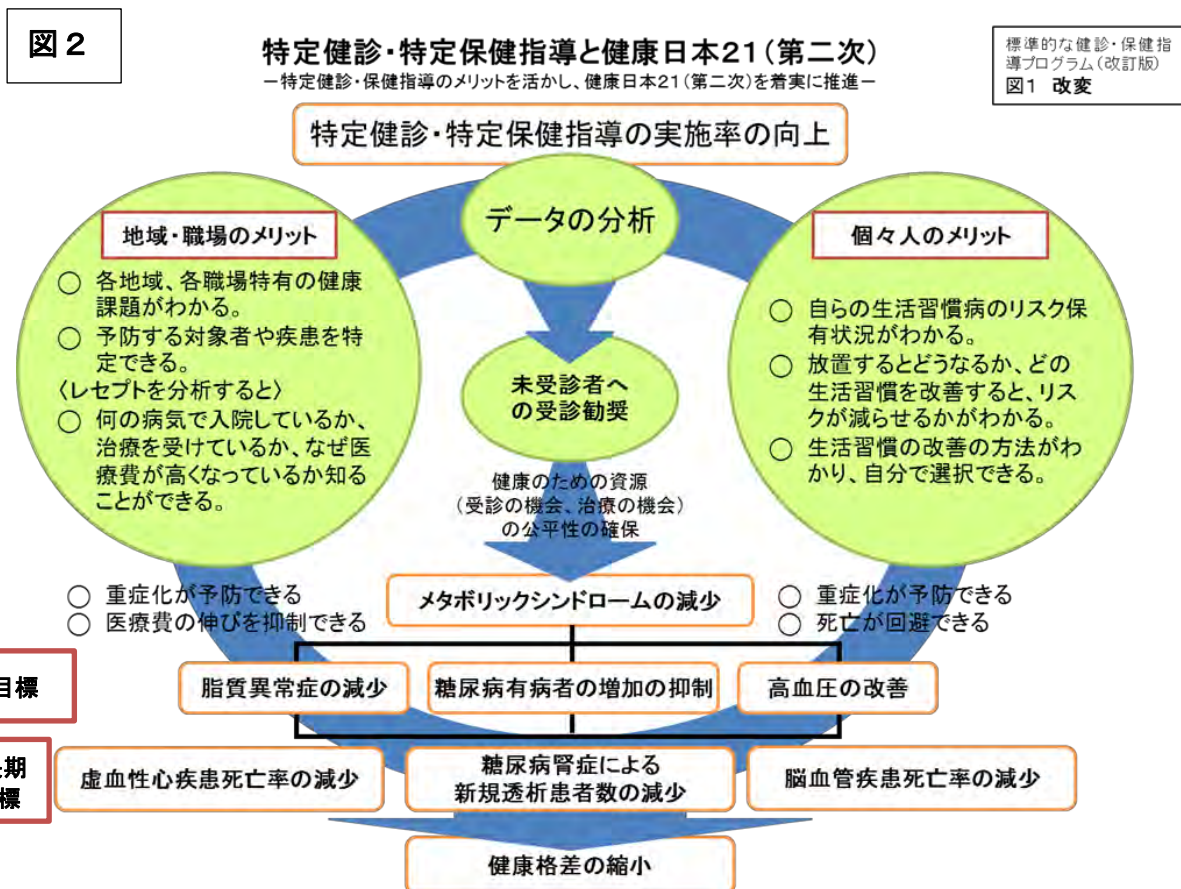 図2
特定健診・特定保健指導と健康日本21(第二次)
－特定健診・保健指導のメリットを活かし、健康日本21(第二次)を着実に推進－
標準的な健診・保健指
導プログラム(改訂版)
図1 改変
特定健診・特定保健指導の実施率の向上
データの分析
地域・職場のメリット
○ 各地域、各職場特有の健康
課題がわかる。
○ 予防する対象者や疾患を特
定できる。
〈レセプトを分析すると〉
○ 何の病気で入院しているか、
治療を受けているか、なぜ医
療費が高くなっているか知る
ことができる。
個々人のメリット
○ 自らの生活習慣病のリスク保
有状況がわかる。
○ 放置するとどうなるか、どの
生活習慣を改善すると、リス
クが減らせるかがわかる。
○ 生活習慣の改善の方法がわ
かり、自分で選択できる。
未受診者へ
の受診勧奨
健康のための資源
(受診の機会、治療の機会)
の公平性の確保
○ 重症化が予防できる
○ 医療費の伸びを抑制できる
メタボリックシンドロームの減少
○ 重症化が予防できる
○ 死亡が回避できる
目標
脂質異常症の減少
糖尿病有病者の増加の抑制
高血圧の改善
期
標
虚血性心疾患死亡率の減少
糖尿病腎症による
新規透析患者数の減少
脳血管疾患死亡率の減少
健康格差の縮小